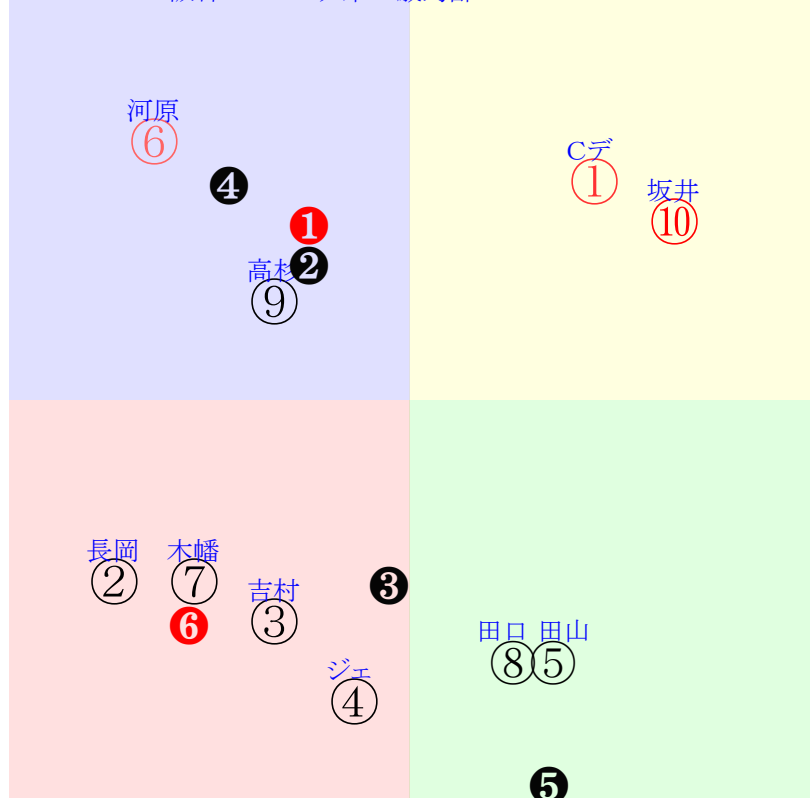 河原
⑥
Cデ
①
❹
坂井
⑩
❶
高杉
❷
⑨
長岡 木幡
② ⑦
吉村
❸
❻
③
田口 田山
⑧⑤
ジェ
④
❺